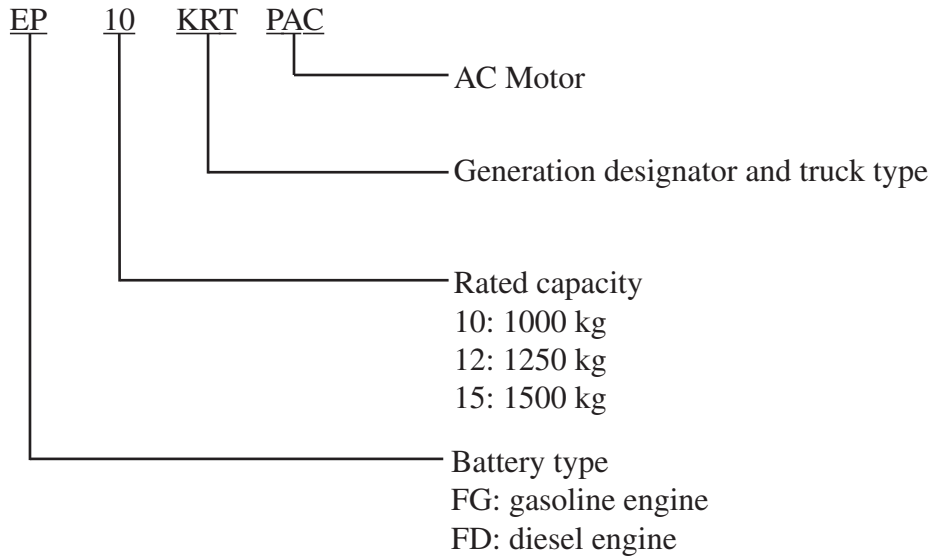 EP 10 KRT PAC
AC Motor
Generation designator and truck type
Rated capacity
10: 1000 kg
12: 1250 kg
15: 1500 kg
Battery type
FG: gasoline engine
FD: diesel engine